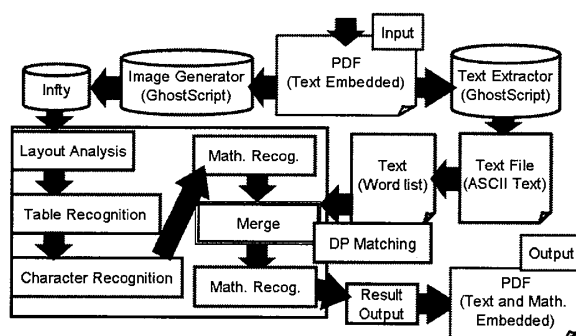 Input
PDF
(Text Embedded)
Image Generator
(GhostScript)
Text Extractor
(GhostScript)
Infty
Layout Analysis
Table Recognition
Character Recognition
Math. Recog.
Merge
Math. Recog.
Text
(Word list)
DP Matching
Text File
(ASCII Text)
Result
Output
Output
PDF
(Text and Math.
Embedded)